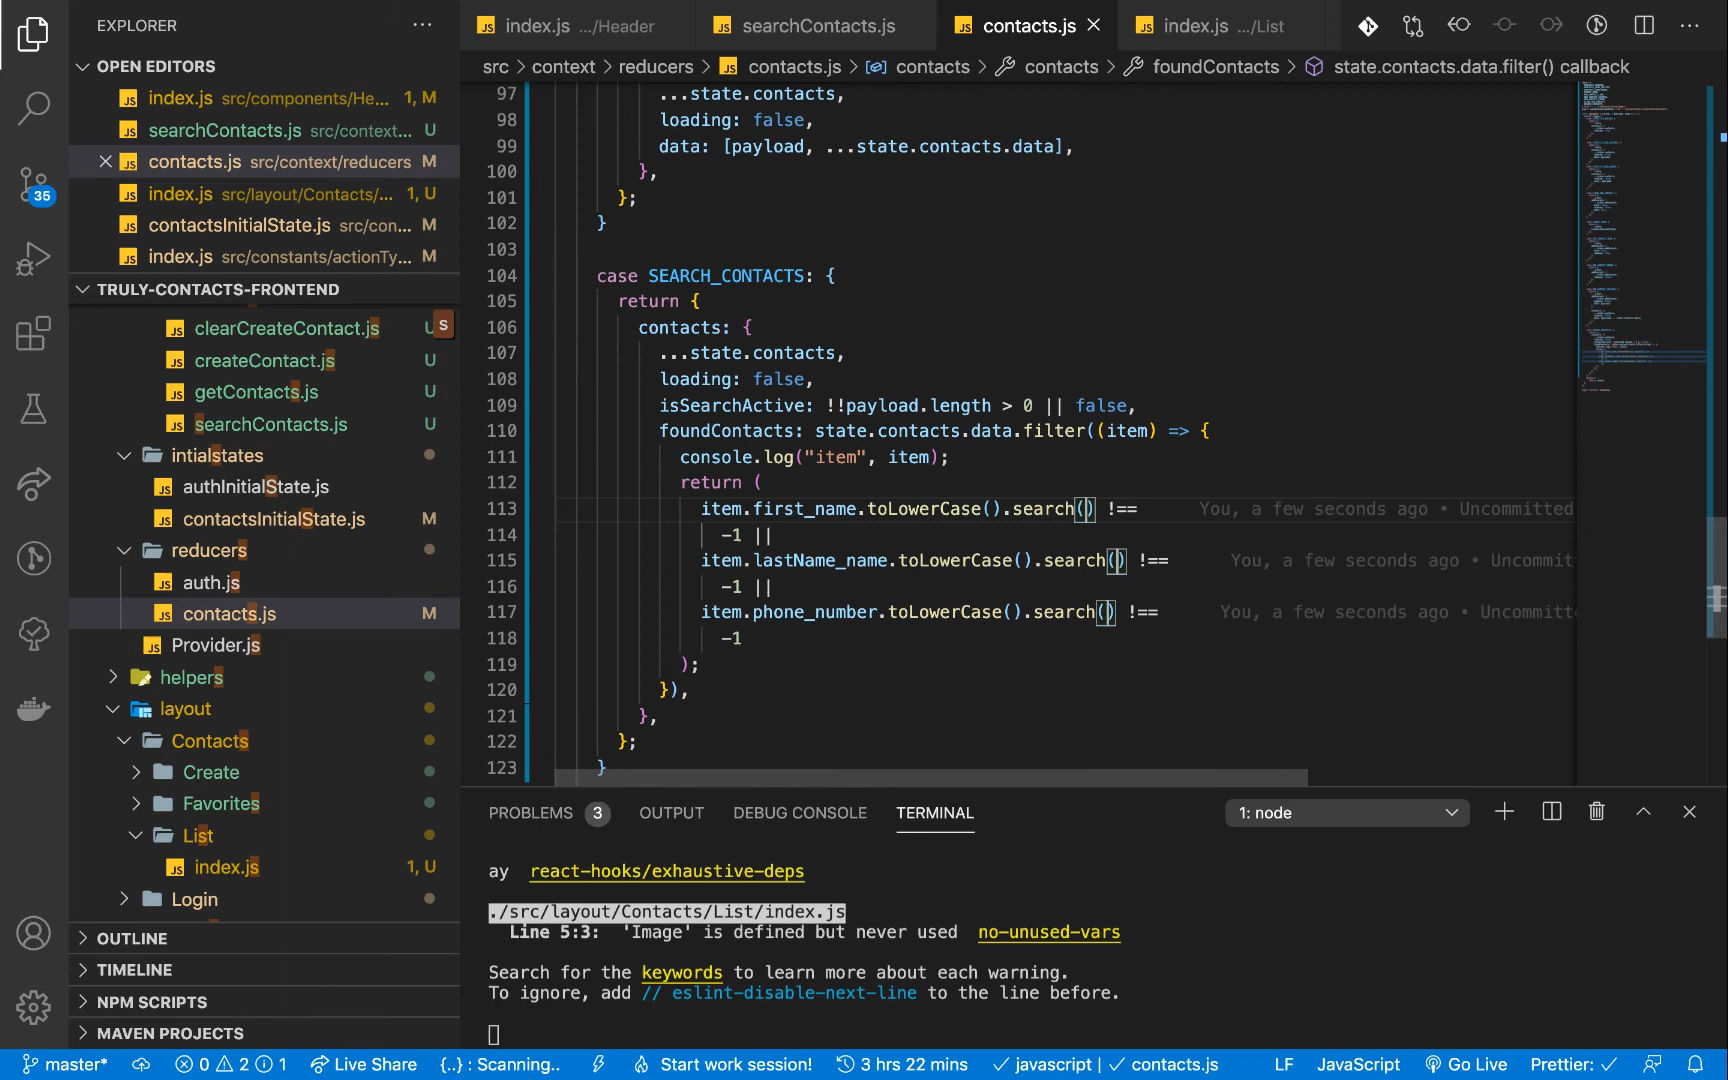 EXPLORER ···
OPEN EDITORS
index.js src/components/He... 1, M
searchContacts.js src/context... U
contacts.js src/context/reducers M
index.js src/layout/Contacts/... 1, U
contactsInitialState.js src/con... M
index.js src/constants/actionTy... M
TRULY-CONTACTS-FRONTEND
clearCreateContact.js U S
createContact.js U
getContacts.js U
searchContacts.js U
intialstates
authInitialState.js
contactsInitialState.js M
reducers
auth.js
contacts.js M
Provider.js
helpers
layout
Contacts
Create
Favorites
List
index.js 1, U
Login
OUTLINE
TIMELINE
NPM SCRIPTS
MAVEN PROJECTS
35
index.js .../Header searchContacts.js contacts.js index.js .../List
src > context > reducers > contacts.js > contacts > contacts > foundContacts > state.contacts.data.filter() callback
97 ...state.contacts,
98 loading: false,
99 data: [payload, ...state.contacts.data],
100 },
101 };
102 }
103
104 case SEARCH_CONTACTS: {
105 return {
106 contacts: {
107 ...state.contacts,
108 loading: false,
109 isSearchActive: !!payload.length > 0 || false,
110 foundContacts: state.contacts.data.filter((item) => {
111 console.log("item", item);
112 return (
113 item.first_name.toLowerCase().search() !== You, a few seconds ago • Uncommitted
114 -1 ||
115 item.lastName_name.toLowerCase().search() !== You, a few seconds ago • Uncommit
116 -1 ||
117 item.phone_number.toLowerCase().search() !== You, a few seconds ago • Uncommitt
118 -1
119 );
120 }),
121 },
122 };
123 }
PROBLEMS 3 OUTPUT DEBUG CONSOLE TERMINAL 1: node
ay react-hooks/exhaustive-deps
./src/layout/Contacts/List/index.js
Line 5:3: 'Image' is defined but never used no-unused-vars
Search for the keywords to learn more about each warning.
To ignore, add // eslint-disable-next-line to the line before.
master* 0 2 1 Live Share {..} : Scanning.. Start work session! 3 hrs 22 mins javascript | contacts.js LF JavaScript Go Live Prettier: